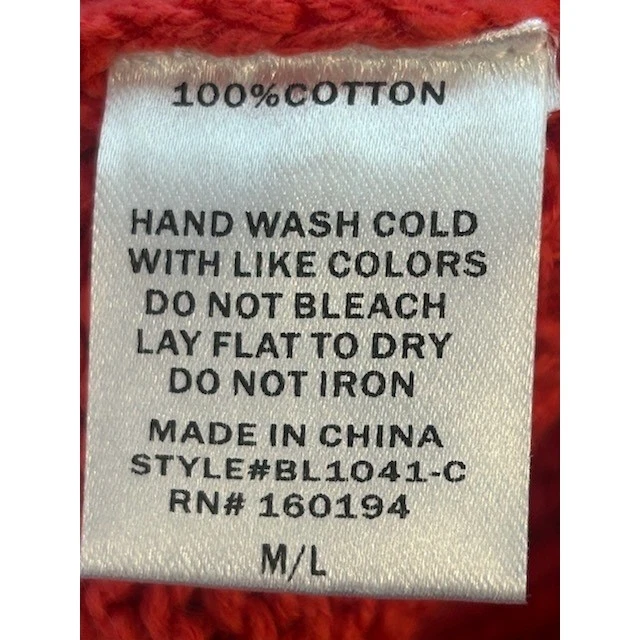 100%COTTON
HAND WASH COLD
WITH LIKE COLORS
DO NOT BLEACH
LAY FLAT TO DRY
DO NOT IRON
MADE IN CHINA
STYLE#BL1041-C
RN# 160194
M/L